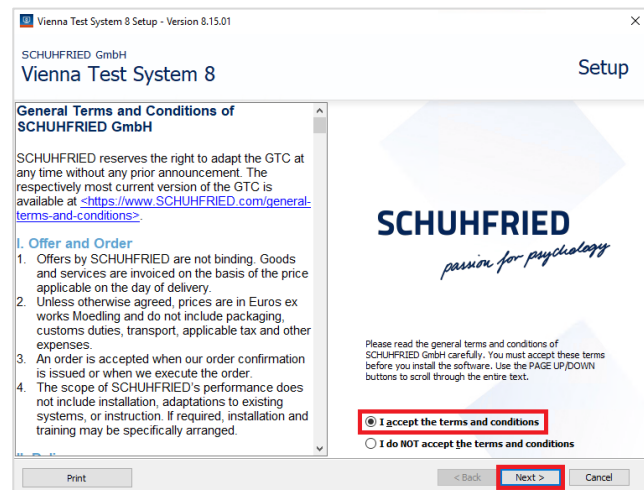 Vienna Test System 8 Setup - Version 8.15.01
SCHUHFRIED GmbH
Vienna Test System 8
Setup
General Terms and Conditions of
SCHUHFRIED GmbH
SCHUHFRIED reserves the right to adapt the GTC at
any time without any prior announcement. The
respectively most current version of the GTC is
available at <https://www.SCHUHFRIED.com/general-
terms-and-conditions>.
I. Offer and Order
1. Offers by SCHUHFRIED are not binding. Goods
and services are invoiced on the basis of the price
applicable on the day of delivery.
2. Unless otherwise agreed, prices are in Euros ex
works Moedling and do not include packaging,
customs duties, transport, applicable tax and other
expenses.
3. An order is accepted when our order confirmation
is issued or when we execute the order.
4. The scope of SCHUHFRIED's performance does
not include installation, adaptations to existing
systems, or instruction. If required, installation and
training may be specifically arranged.
SCHUHFRIED
passion for psychology
Please read the general terms and conditions of
SCHUHFRIED GmbH carefully. You must accept these terms
before you install the software. Use the PAGE UP/DOWN
buttons to scroll through the entire text.
I accept the terms and conditions
I do NOT accept the terms and conditions
Print
< Back
Next >
Cancel